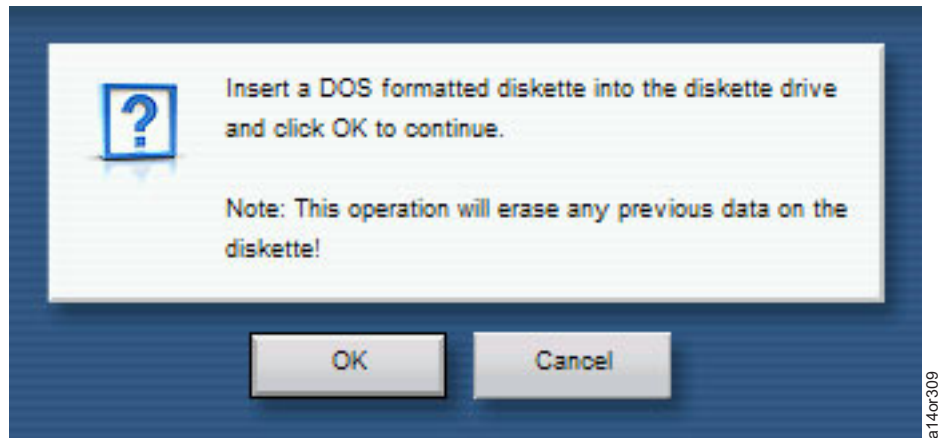 Insert a DOS formatted diskette into the diskette drive
and click OK to continue.
Note: This operation will erase any previous data on the
diskette!
OK
Cancel
a14or309